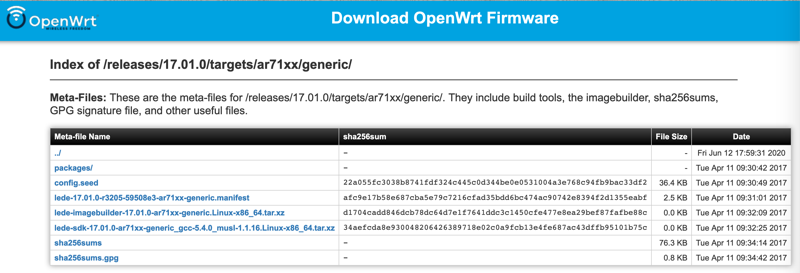 OpenWrt
WIRELESS FREEDOM
Download OpenWrt Firmware
Index of /releases/17.01.0/targets/ar71xx/generic/
Meta-Files: These are the meta-files for /releases/17.01.0/targets/ar71xx/generic/. They include build tools, the imagebuilder, sha256sums,
GPG signature file, and other useful files.
Meta-file Name sha256sum File Size Date
../ – - Fri Jun 12 17:59:31 2020
packages/ – - Tue Apr 11 09:30:42 2017
config.seed 22a055fc3038b8741fdf324c445c0d344be0e0531004a3e768c94fb9bac33df2 36.4 KB Tue Apr 11 09:30:49 2017
lede-17.01.0-r3205-59508e3-ar71xx-generic.manifest afc9e17b58e687cba5e79c7216cfad35bdd6bc474ac90742e8394f2d1355eabf 2.5 KB Tue Apr 11 09:31:01 2017
lede-imagebuilder-17.01.0-ar71xx-generic.Linux-x86_64.tar.xz d1704cadd846dcb78dc64d7e1f7641ddc3c1450cfe477e8ea29bef87fafbe88c 0.0 KB Tue Apr 11 09:32:09 2017
lede-sdk-17.01.0-ar71xx-generic_gcc-5.4.0_musl-1.1.16.Linux-x86_64.tar.xz 34aefcda8e930048206426389718e02c0a9fcb13e4fe687ac43dffb95101b75c 0.0 KB Tue Apr 11 09:32:25 2017
sha256sums – 76.3 KB Tue Apr 11 09:34:14 2017
sha256sums.gpg – 0.8 KB Tue Apr 11 09:34:42 2017